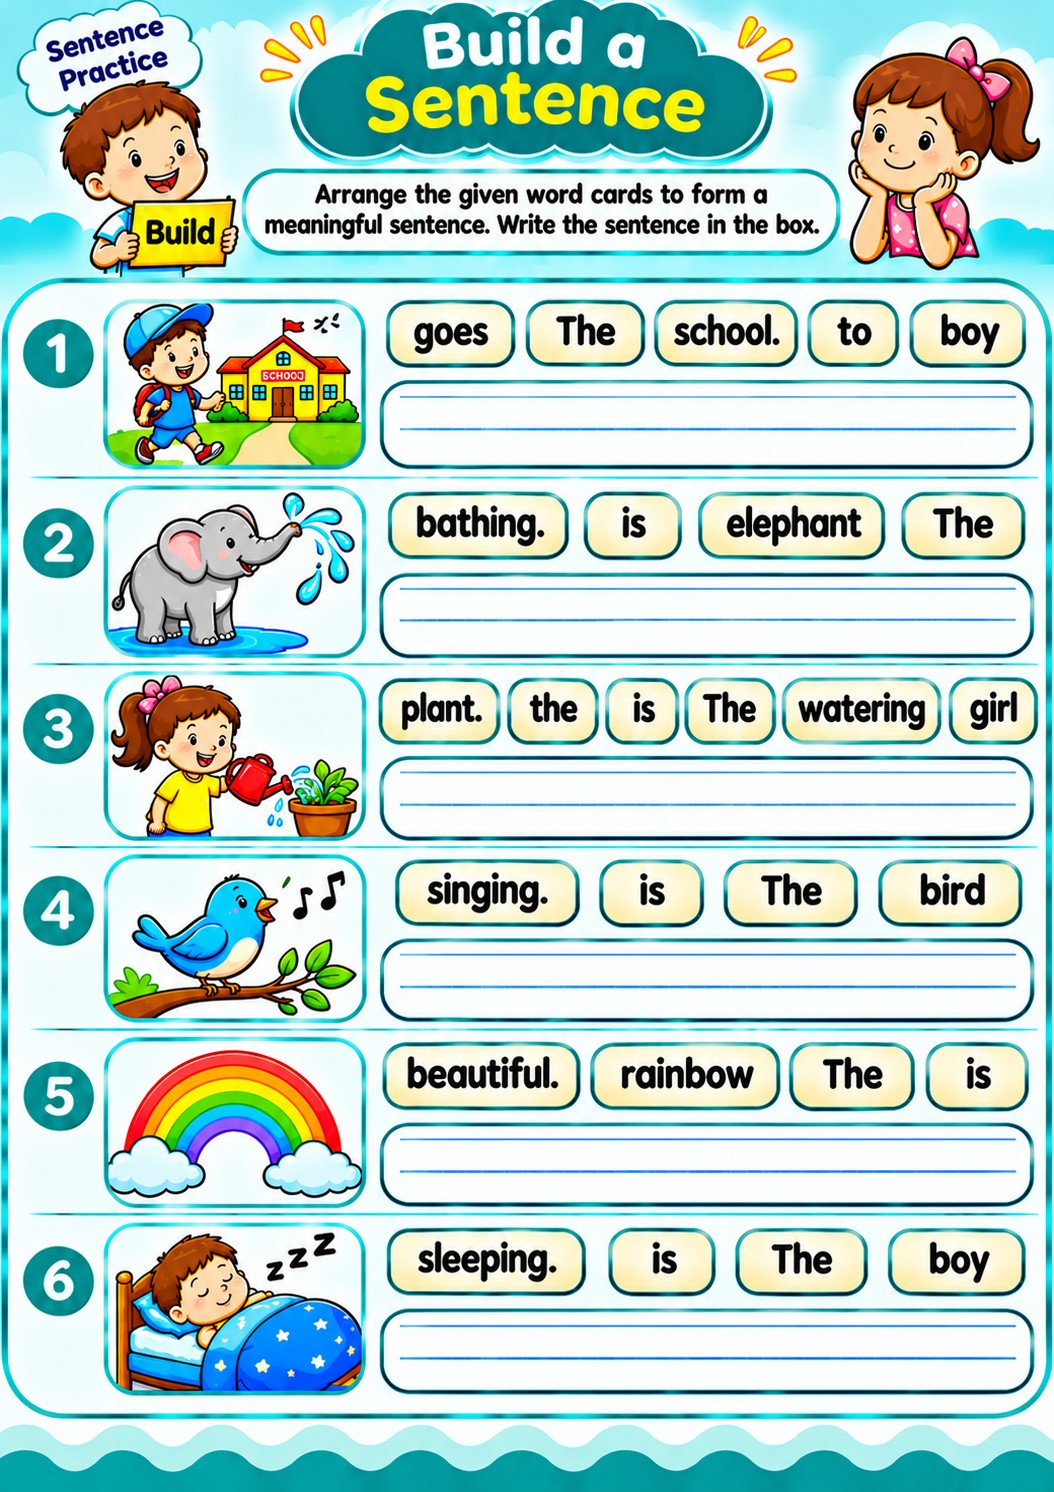 Sentence
Practice
Build a
Sentence
Build
Arrange the given word cards to form a
meaningful sentence. Write the sentence in the box.
1
SCHOOL
goes The school. to boy
2
bathing. is elephant The
3
plant. the is The watering girl
4
singing. is The bird
5
beautiful. rainbow The is
6
z z z
sleeping. is The boy